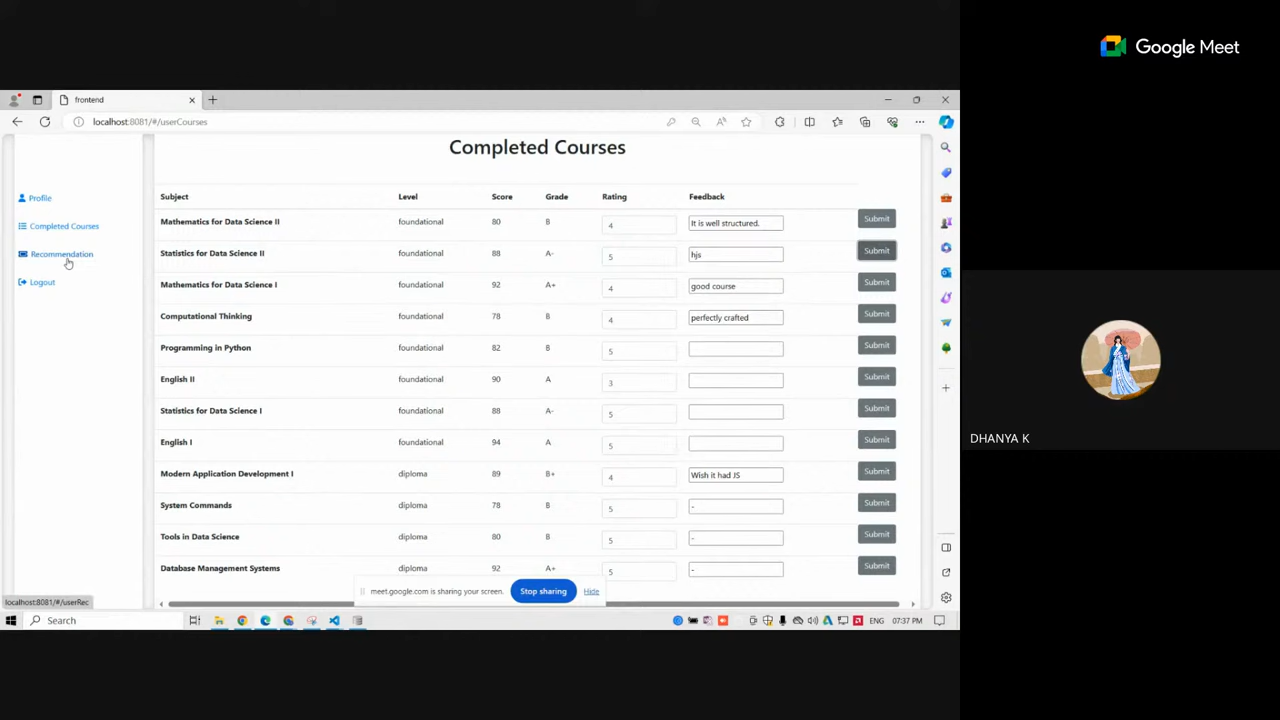 Google Meet
frontend
localhost:8081/#/userCourses
Completed Courses
Profile
Completed Courses
Recommendation
Logout
Subject Level Score Grade Rating Feedback
Mathematics for Data Science II foundational 80 B 4 It is well structured. Submit
Statistics for Data Science II foundational 88 A- 5 hjs Submit
Mathematics for Data Science I foundational 92 A+ 4 good course Submit
Computational Thinking foundational 78 B 4 perfectly crafted Submit
Programming in Python foundational 82 B 5 Submit
English II foundational 90 A 3 Submit
Statistics for Data Science I foundational 88 A- 5 Submit
English I foundational 94 A 5 Submit
Modern Application Development I diploma 89 B+ 4 Wish it had JS Submit
System Commands diploma 78 B 5 - Submit
Tools in Data Science diploma 80 B 5 - Submit
Database Management Systems diploma 92 A+ 5 - Submit
meet.google.com is sharing your screen. Stop sharing Hide
localhost:8081/#/userRec
Search
ENG 07:37 PM
DHANYA K